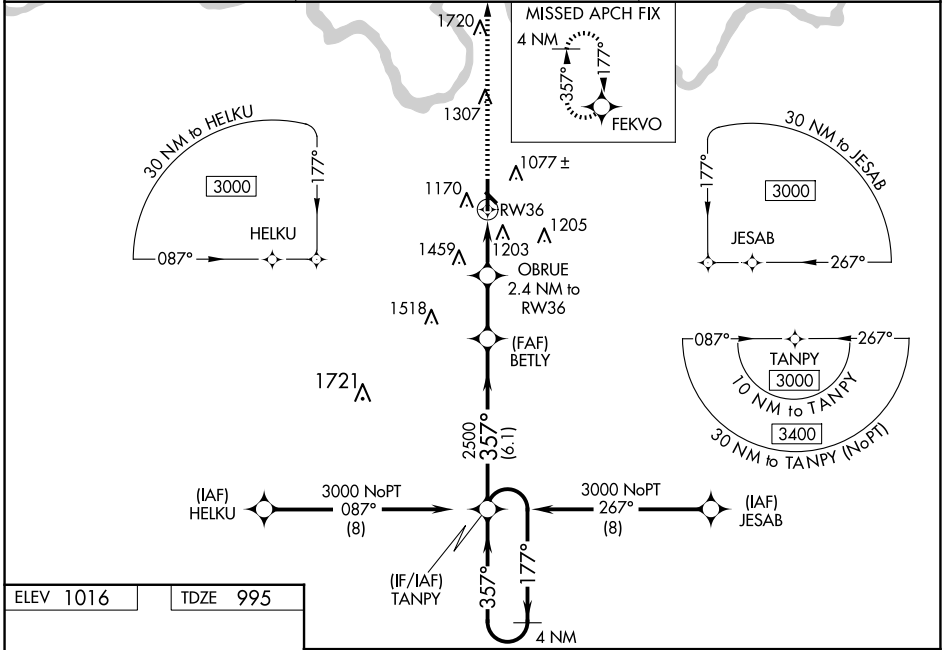 MISSED APCH FIX
4 NM
357°
177°
FEKVO
1720
1307
1077 ±
1170
RW36
1205
1203
1459
OBRUE
2.4 NM to
RW36
1518
(FAF)
BETLY
1721
30 NM to HELKU
3000
177°
HELKU
087°
30 NM to JESAB
177°
3000
JESAB
267°
087°
267°
TANPY
3000
10 NM to TANPY
3400
30 NM to TANPY (NoPT)
2500
357°
(6.1)
(IAF)
HELKU
3000 NoPT
087°
(8)
3000 NoPT
267°
(8)
(IAF)
JESAB
(IF/IAF)
TANPY
357°
177°
4 NM
ELEV 1016
TDZE 995